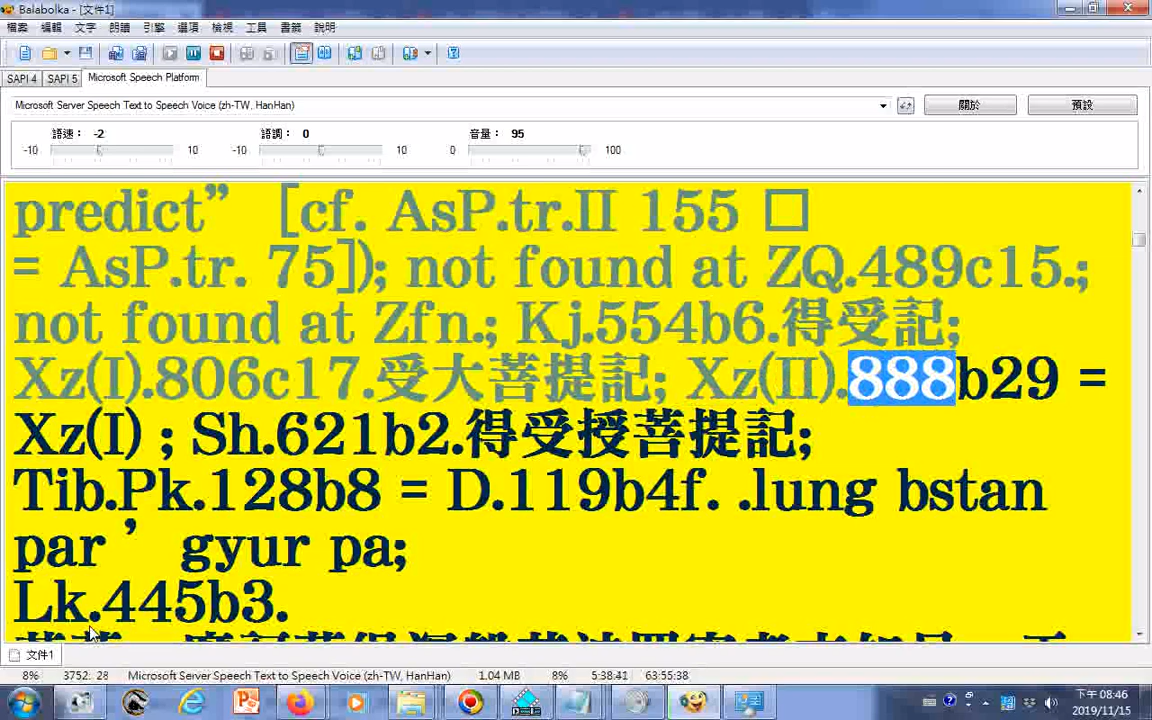 Balabolka - [文件1]
檔案 編輯 文字 朗讀 引擎 選項 檢視 工具 書籤 說明
SAPI 4 SAPI 5 Microsoft Speech Platform
Microsoft Server Speech Text to Speech Voice (zh-TW, HanHan) 關於 預設
語速： -2 語調： 0 音量： 95
-10 10 -10 10 0 100
predict” [cf. AsP.tr.II 155 □
= AsP.tr. 75]); not found at ZQ.489c15.;
not found at Zfn.; Kj.554b6.得受記;
Xz(I).806c17.受大菩提記; Xz(II).888b29 =
Xz(I) ; Sh.621b2.得受授菩提記;
Tib.Pk.128b8 = D.119b4f. .lung bstan
par ’ gyur pa;
Lk.445b3.
文件1
8% 3752: 28 Microsoft Server Speech Text to Speech Voice (zh-TW, HanHan) 1.04 MB 8% 5:38:41 63:55:38
下午 08:46
2019/11/15